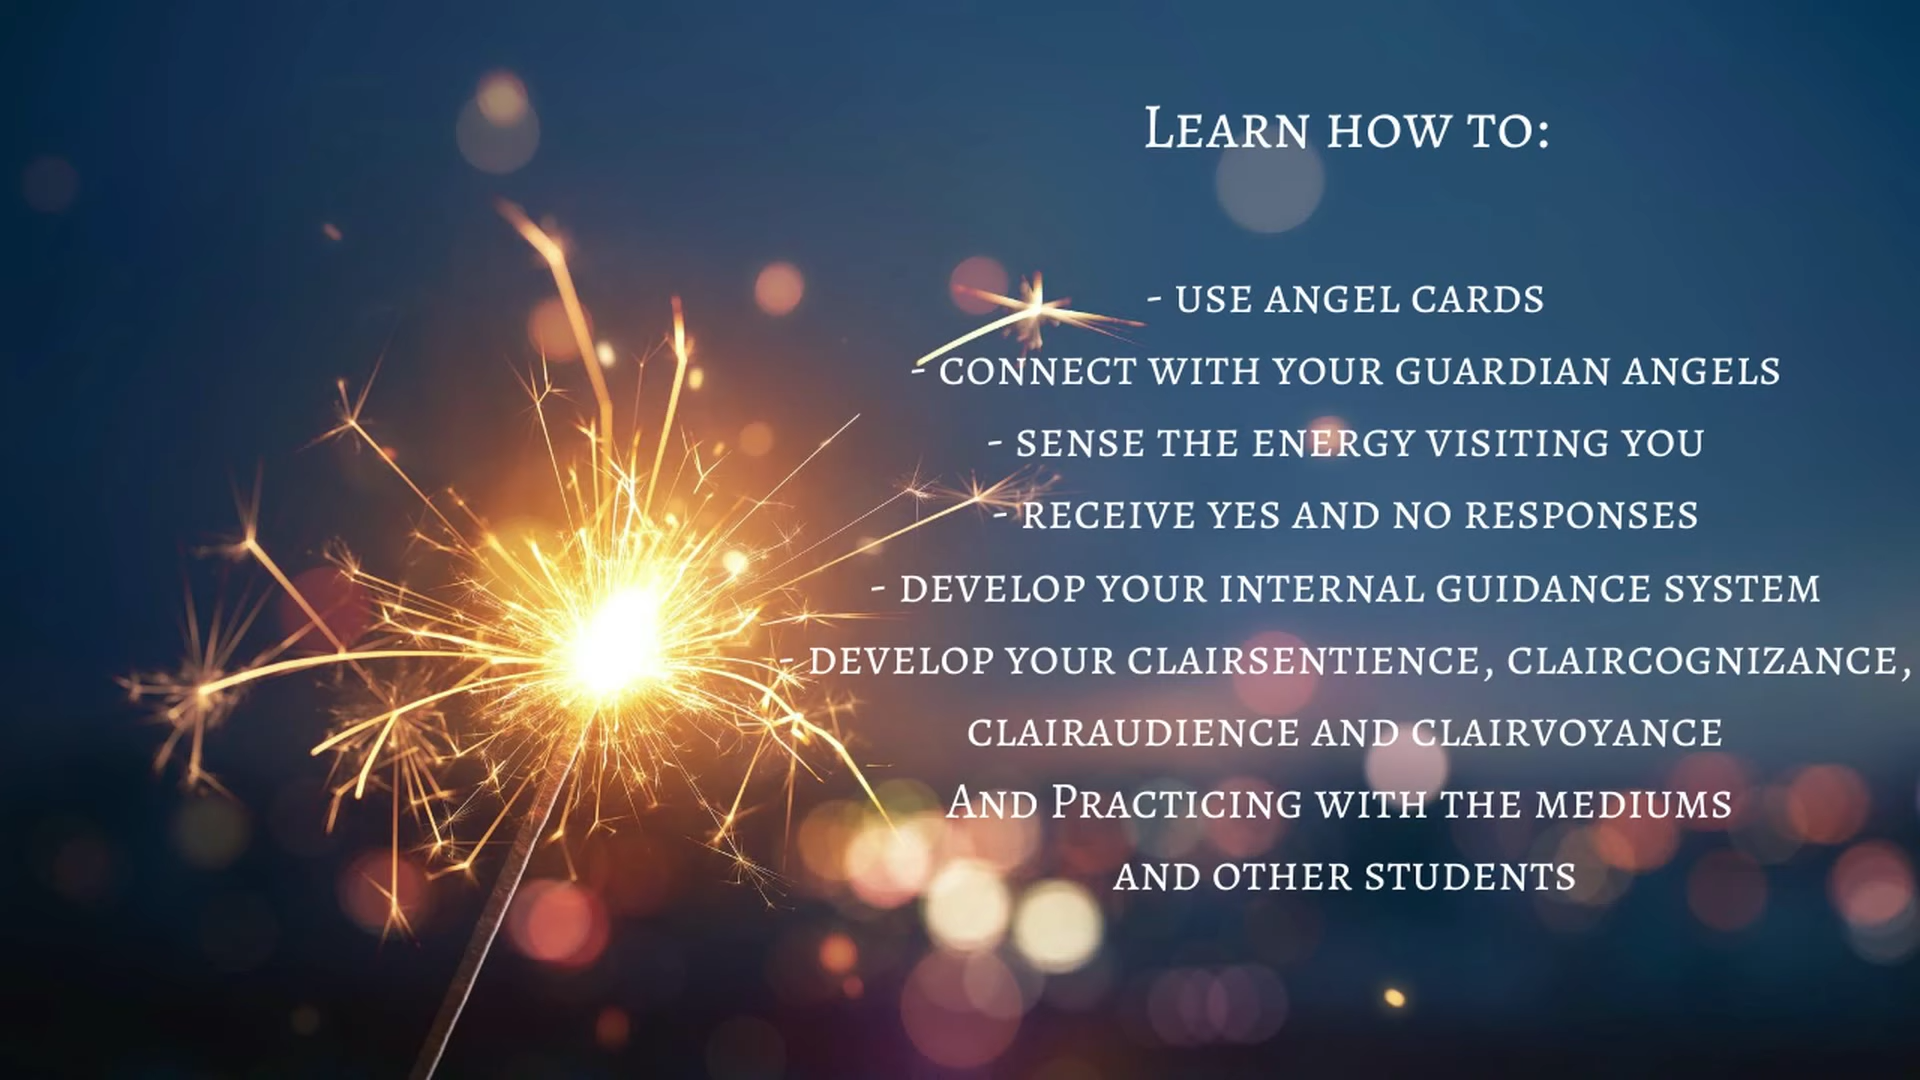 Learn how to:
- use angel cards
- connect with your guardian angels
- sense the energy visiting you
- receive yes and no responses
- develop your internal guidance system
- develop your clairsentience, claircognizance,
clairaudience and clairvoyance
And Practicing with the mediums
and other students